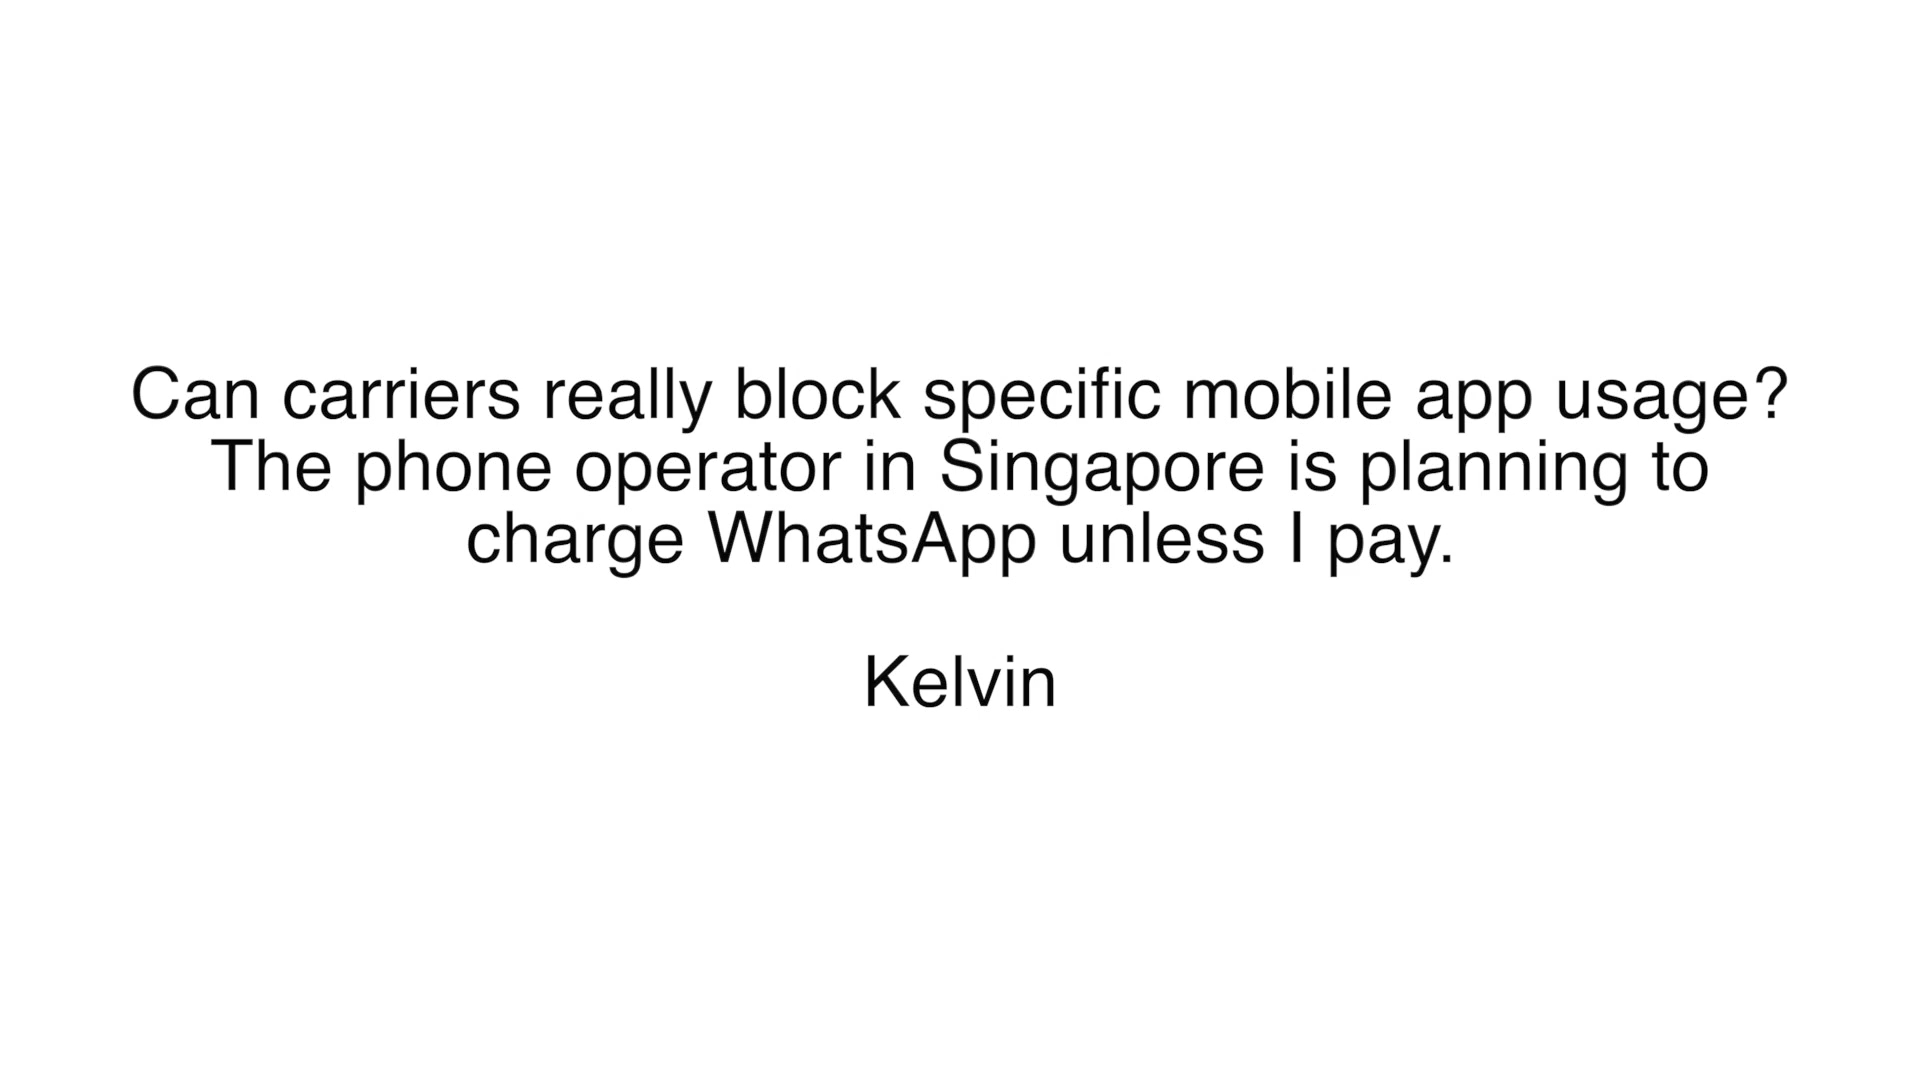 Can carriers really block specific mobile app usage?
The phone operator in Singapore is planning to
charge WhatsApp unless I pay.
Kelvin